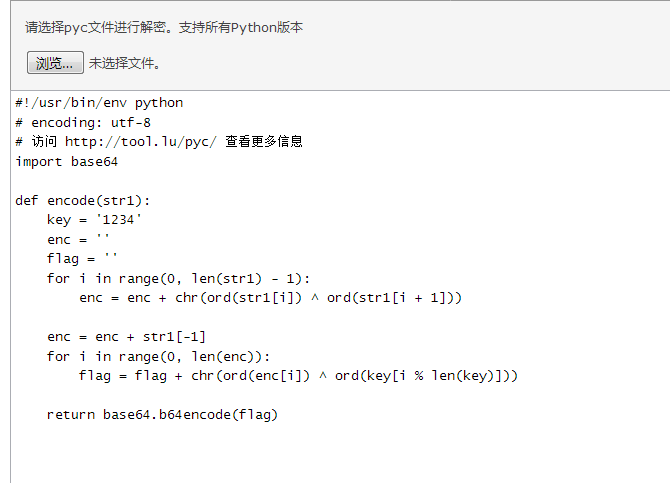 请选择pyc文件进行解密。支持所有Python版本
浏览... 未选择文件。
#!/usr/bin/env python
# encoding: utf-8
# 访问 http://tool.lu/pyc/ 查看更多信息
import base64
def encode(str1):
    key = '1234'
    enc = ''
    flag = ''
    for i in range(0, len(str1) - 1):
        enc = enc + chr(ord(str1[i]) ^ ord(str1[i + 1]))
    enc = enc + str1[-1]
    for i in range(0, len(enc)):
        flag = flag + chr(ord(enc[i]) ^ ord(key[i % len(key)]))
    return base64.b64encode(flag)